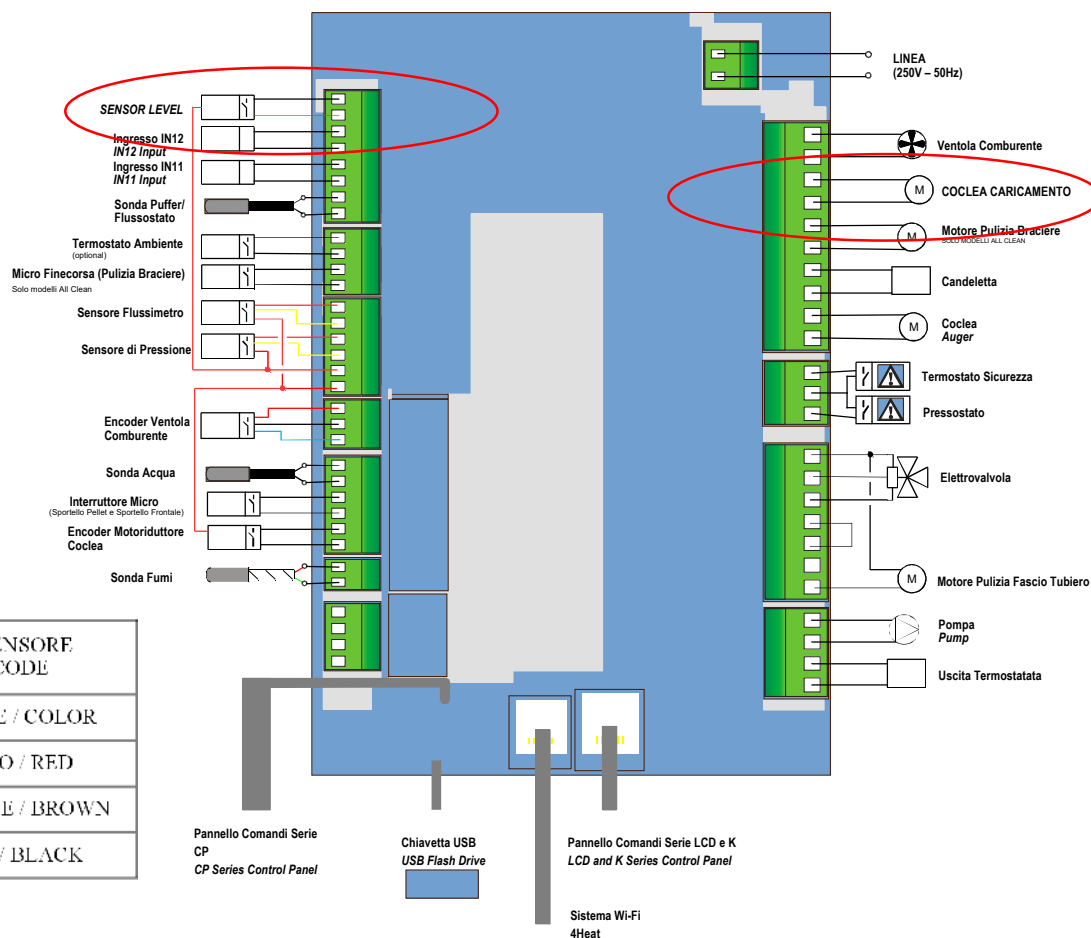 SENSOR LEVEL
Ingresso IN12
IN12 Input
Ingresso IN11
IN11 Input
Sonda Puffer/
Flussostato
Termostato Ambiente
(optional)
Micro Finecorsa (Pulizia Braciere)
Solo modelli All Clean
Sensore Flussimetro
Sensore di Pressione
Encoder Ventola
Comburente
Sonda Acqua
Interruttore Micro
(Sportello Pellet e Sportello Frontale)
Encoder Motoriduttore
Coclea
Sonda Fumi
LINEA
(250V – 50Hz)
Ventola Comburente
M
COCLEA CARICAMENTO
M
Motore Pulizia Braciere
SOLO MODELLI ALL CLEAN
Candeletta
M
Coclea
Auger
Termostato Sicurezza
Pressostato
Elettrovalvola
M
Motore Pulizia Fascio Tubiero
Pompa
Pump
Uscita Termostatata
ENSORE
CODE
E / COLOR
O / RED
E / BROWN
/ BLACK
Pannello Comandi Serie
CP
CP Series Control Panel
Chiavetta USB
USB Flash Drive
Pannello Comandi Serie LCD e K
LCD and K Series Control Panel
Sistema Wi-Fi
4Heat